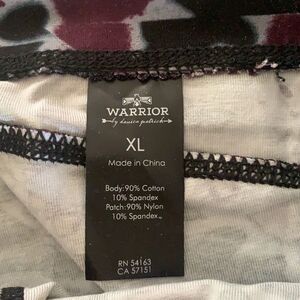 WARRIOR
by danica patrick
XL
Made in China
Body:90% Cotton
10% Spandex
Patch:90% Nylon
10% Spandex
RN 54163
CA 57151